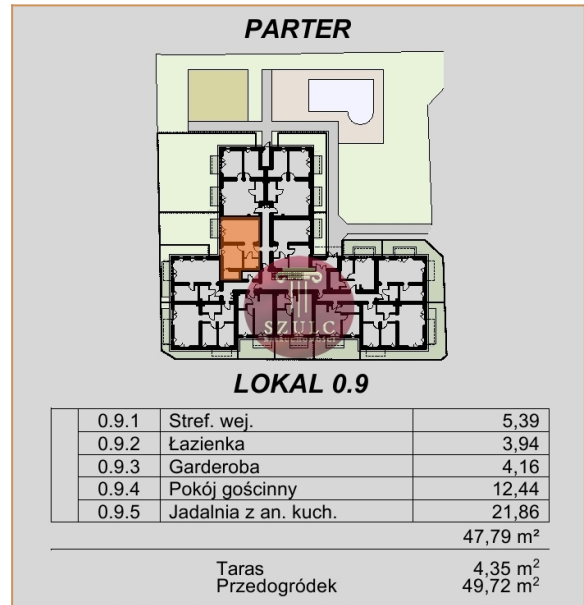 PARTER
SZULC
LOKAL 0.9
0.9.1 Stref. wej. 5,39
0.9.2 Łazienka 3,94
0.9.3 Garderoba 4,16
0.9.4 Pokój gościnny 12,44
0.9.5 Jadalnia z an. kuch. 21,86
47,79 m²
Taras 4,35 m²
Przedogródek 49,72 m²